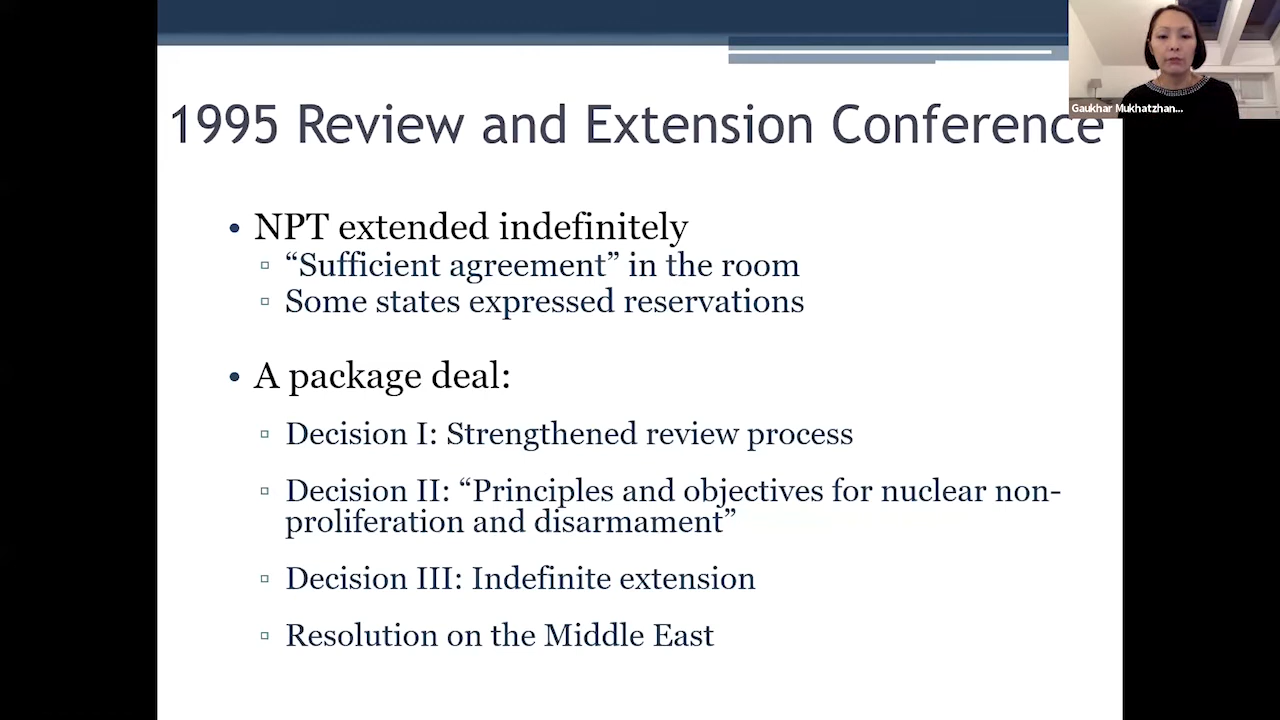 Gaukhar Mukhatzhan...
1995 Review and Extension Conference
• NPT extended indefinitely
▫ “Sufficient agreement” in the room
▫ Some states expressed reservations
• A package deal:
▫ Decision I: Strengthened review process
▫ Decision II: “Principles and objectives for nuclear non-
proliferation and disarmament”
▫ Decision III: Indefinite extension
▫ Resolution on the Middle East